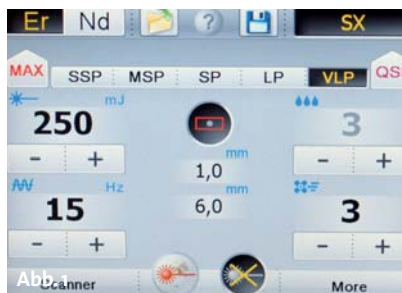 Er Nd ? SX
MAX SSP MSP SP LP VLP QS
mJ
250 3
- + mm - +
1,0
Hz mm
15 6,0 3
- + - +
Abb. 1
Scanner More